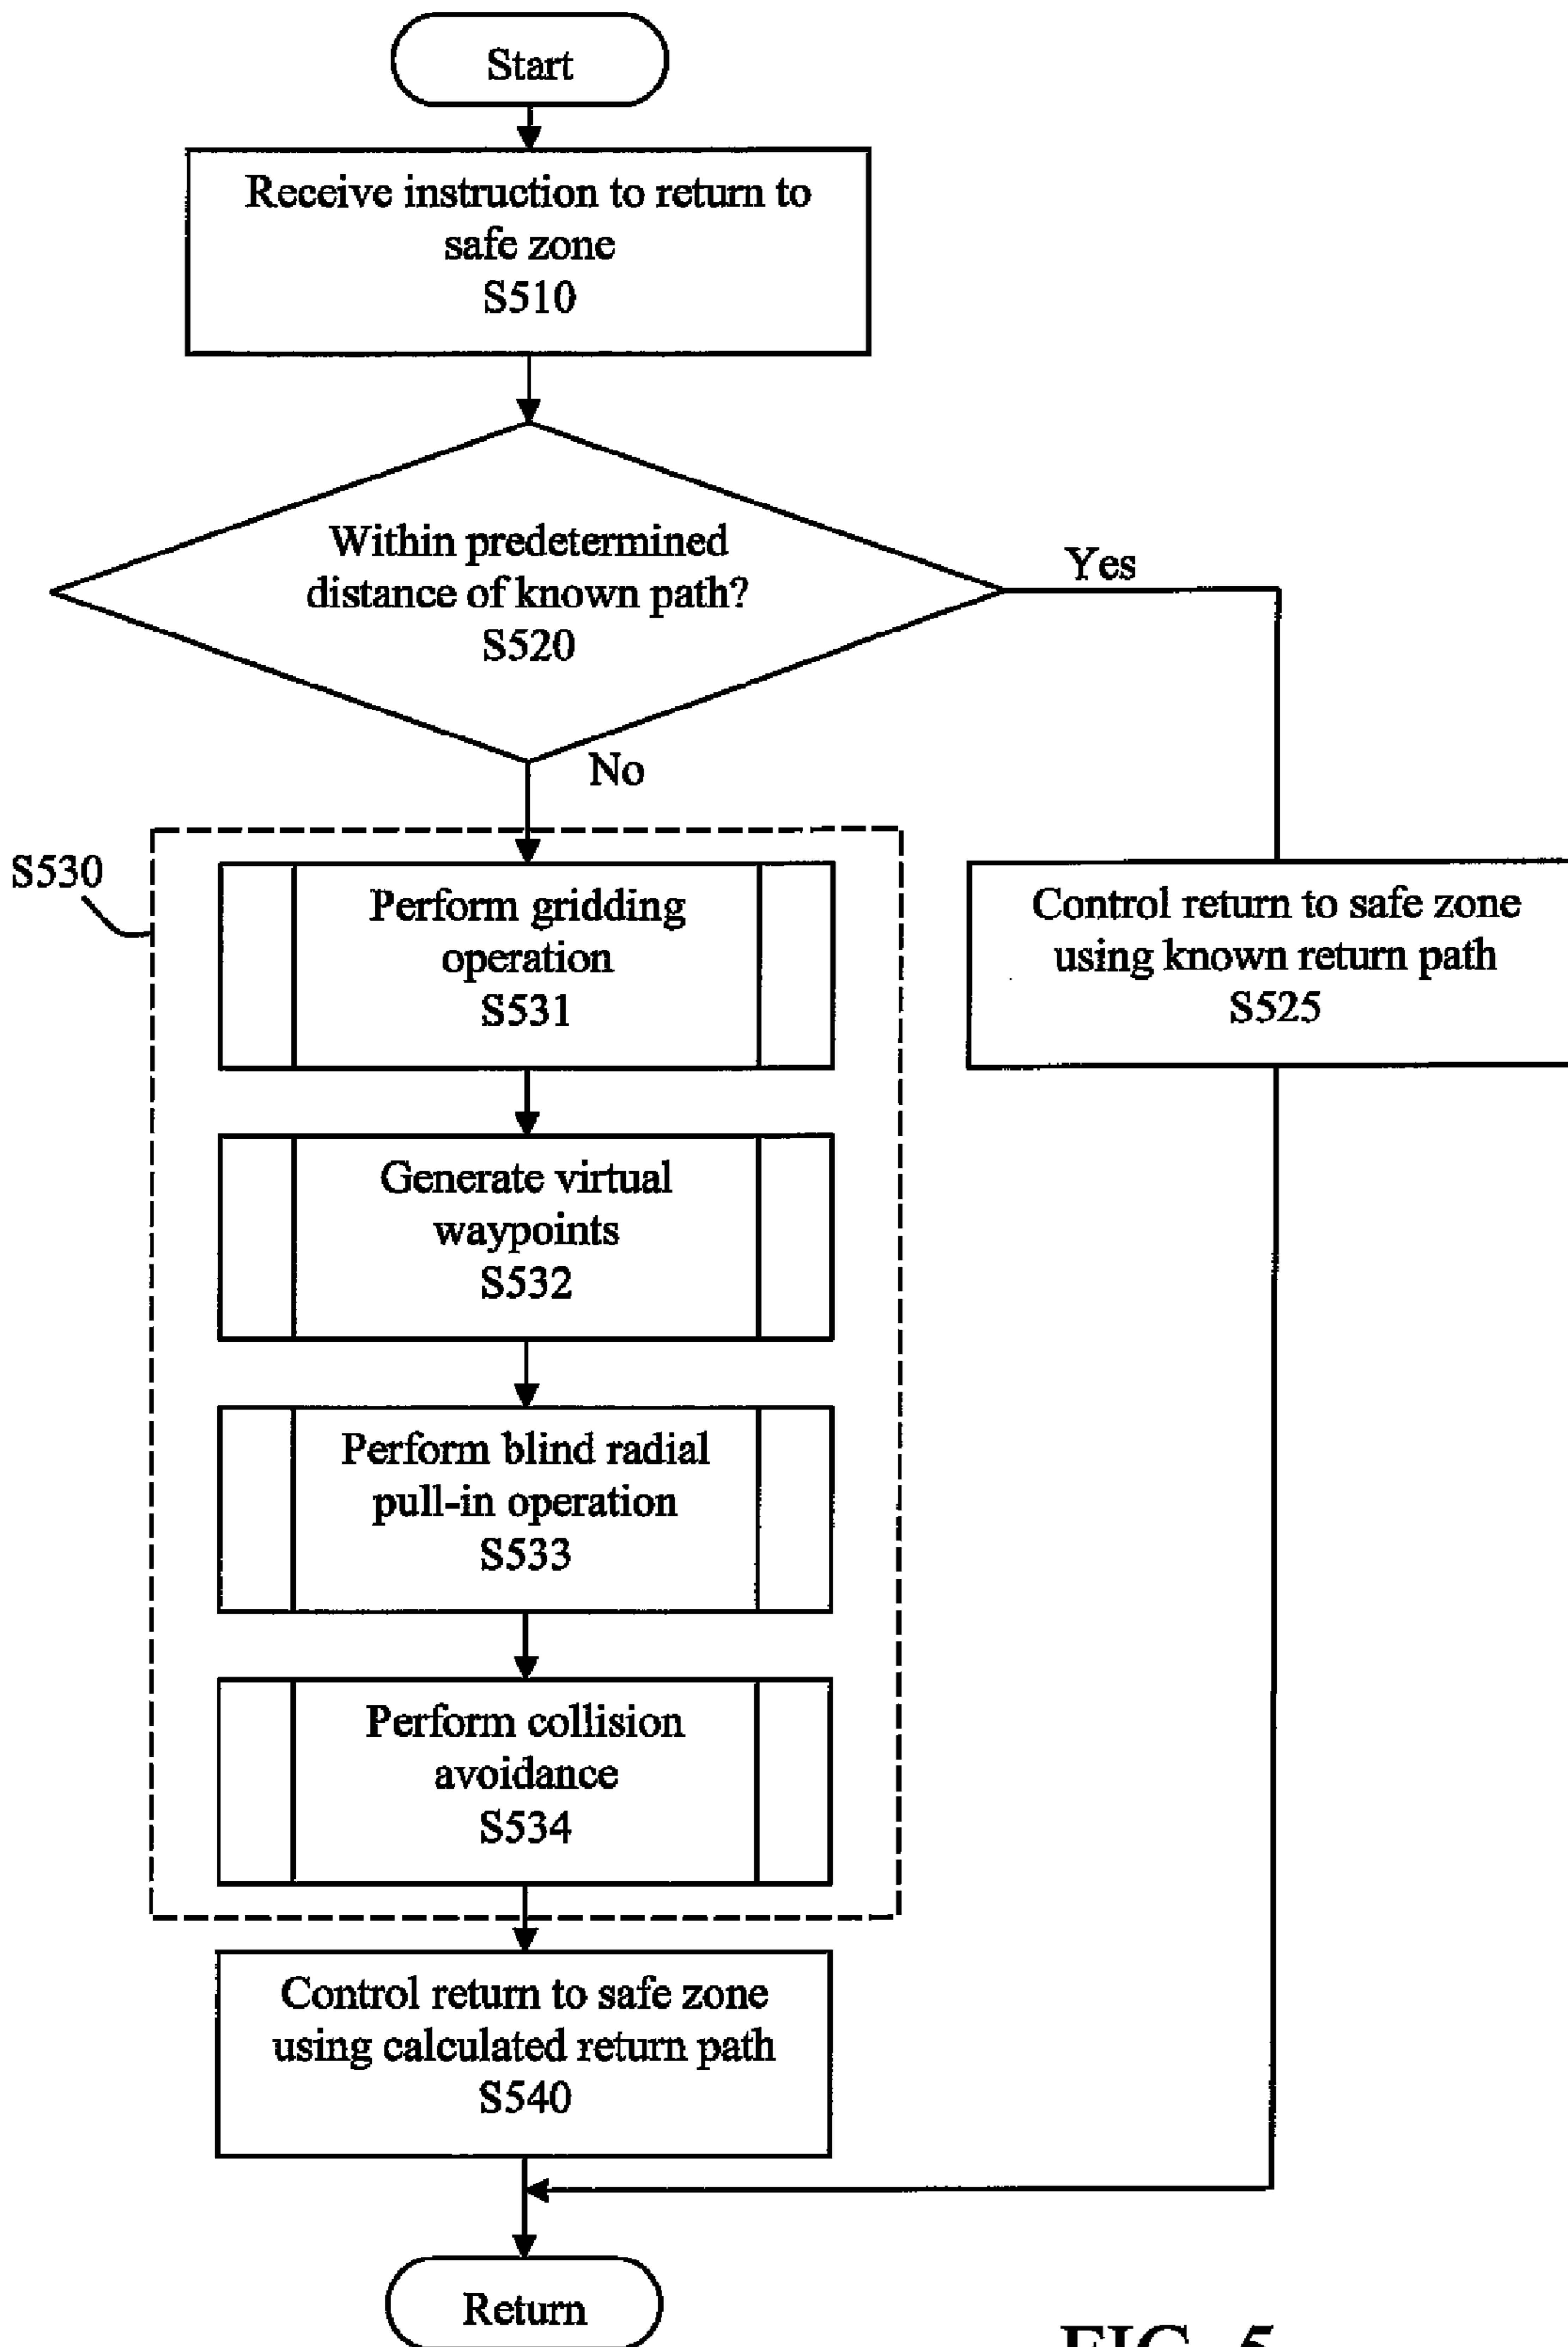 Start
Receive instruction to return to
safe zone
S510
Within predetermined
distance of known path?
S520
Yes
No
S530
Perform gridding
operation
S531
Control return to safe zone
using known return path
S525
Generate virtual
waypoints
S532
Perform blind radial
pull-in operation
S533
Perform collision
avoidance
S534
Control return to safe zone
using calculated return path
S540
Return
FIG. 5